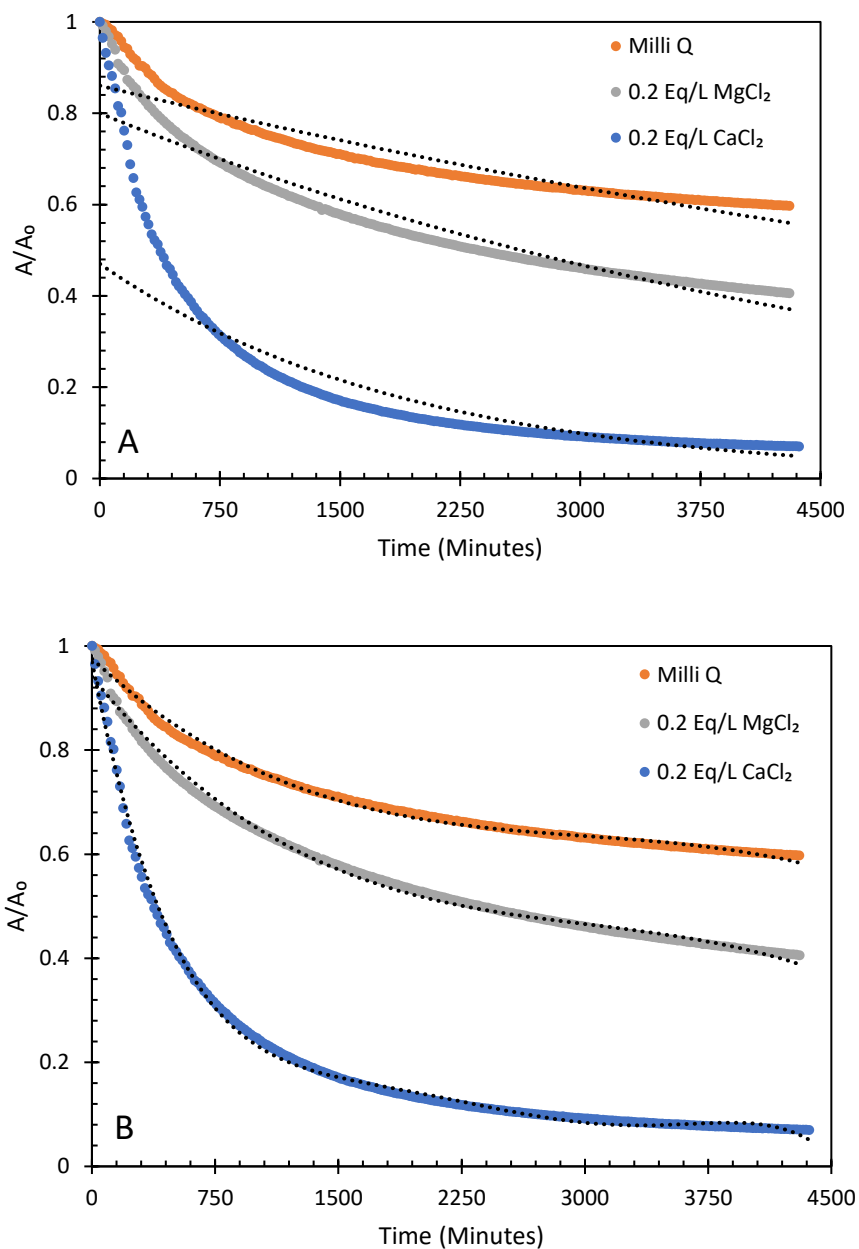 1
0.8
0.6
0.4
0.2
0
A/A₀
Milli Q
0.2 Eq/L MgCl₂
0.2 Eq/L CaCl₂
A
0 750 1500 2250 3000 3750 4500
Time (Minutes)
1
0.8
0.6
0.4
0.2
0
A/A₀
Milli Q
0.2 Eq/L MgCl₂
0.2 Eq/L CaCl₂
B
0 750 1500 2250 3000 3750 4500
Time (Minutes)